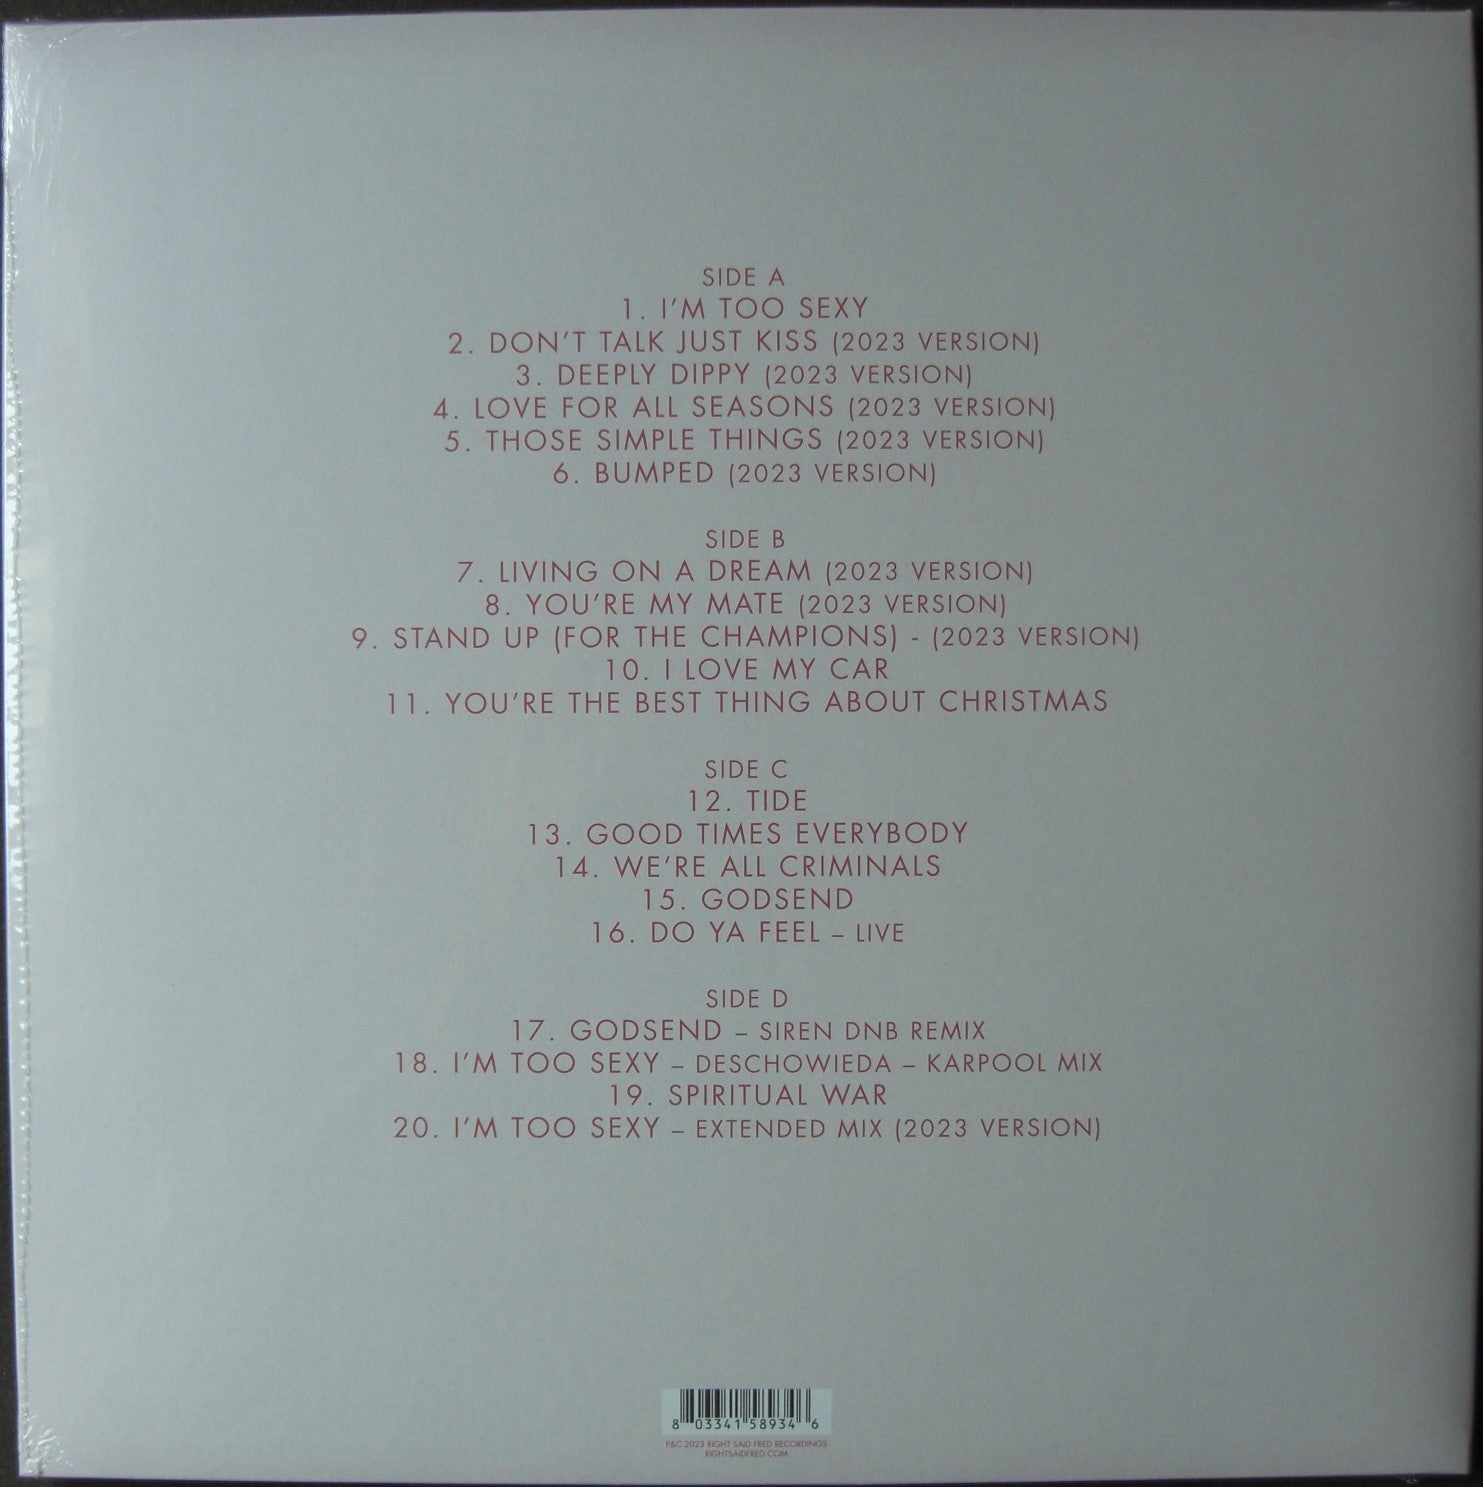 SIDE A
1. I'M TOO SEXY
2. DON'T TALK JUST KISS (2023 VERSION)
3. DEEPLY DIPPY (2023 VERSION)
4. LOVE FOR ALL SEASONS (2023 VERSION)
5. THOSE SIMPLE THINGS (2023 VERSION)
6. BUMPED (2023 VERSION)
SIDE B
7. LIVING ON A DREAM (2023 VERSION)
8. YOU'RE MY MATE (2023 VERSION)
9. STAND UP (FOR THE CHAMPIONS) - (2023 VERSION)
10. I LOVE MY CAR
11. YOU'RE THE BEST THING ABOUT CHRISTMAS
SIDE C
12. TIDE
13. GOOD TIMES EVERYBODY
14. WE'RE ALL CRIMINALS
15. GODSEND
16. DO YA FEEL – LIVE
SIDE D
17. GODSEND – SIREN DNB REMIX
18. I'M TOO SEXY – DESCHOWIEDA – KARPOOL MIX
19. SPIRITUAL WAR
20. I'M TOO SEXY – EXTENDED MIX (2023 VERSION)
8 03341 58934 6
P&C 2023 RIGHT SAID FRED RECORDINGS
RIGHTSAIDFRED.COM